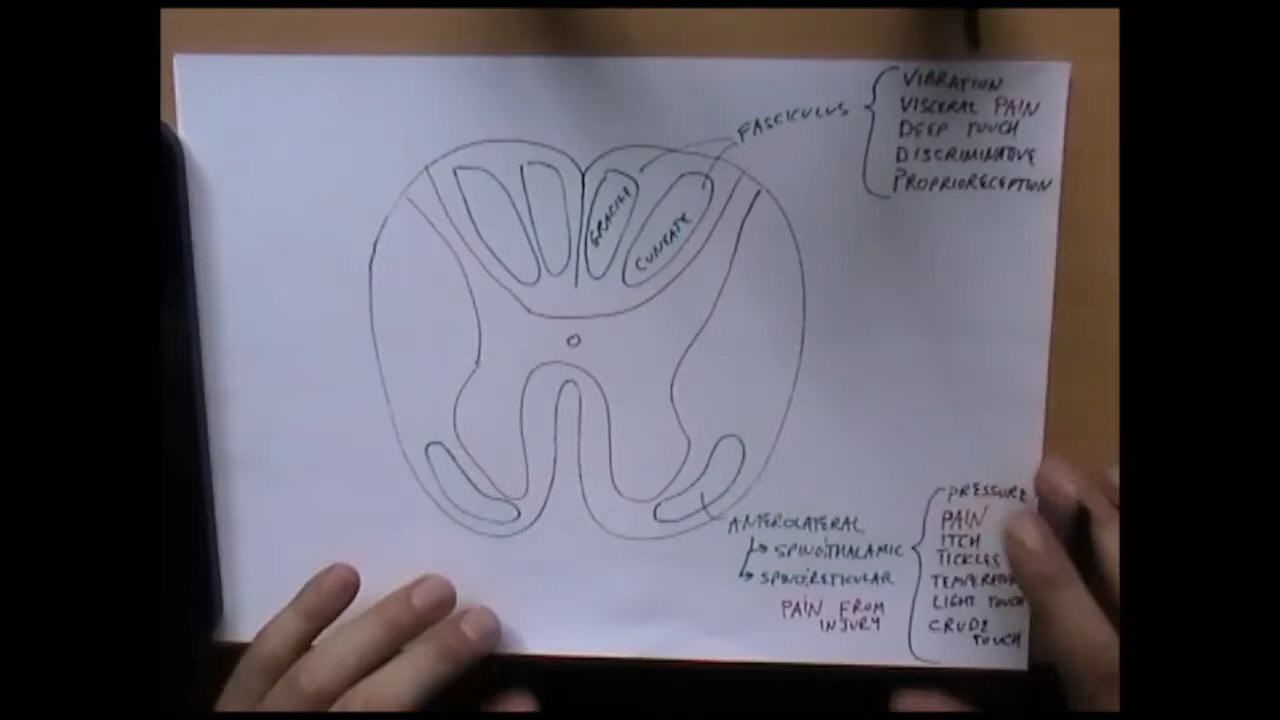 FASCICULUS
VIBRATION
VISCERAL PAIN
DEEP TOUCH
DISCRIMINATIVE
PROPRIORECEPTION
GRACILE
CUNEATE
ANTEROLATERAL
SPINOTHALAMIC
SPINORETICULAR
PAIN FROM
INJURY
PRESSURE
PAIN
ITCH
TICKLES
LIGHT TOUCH
CRUDE
TOUCH